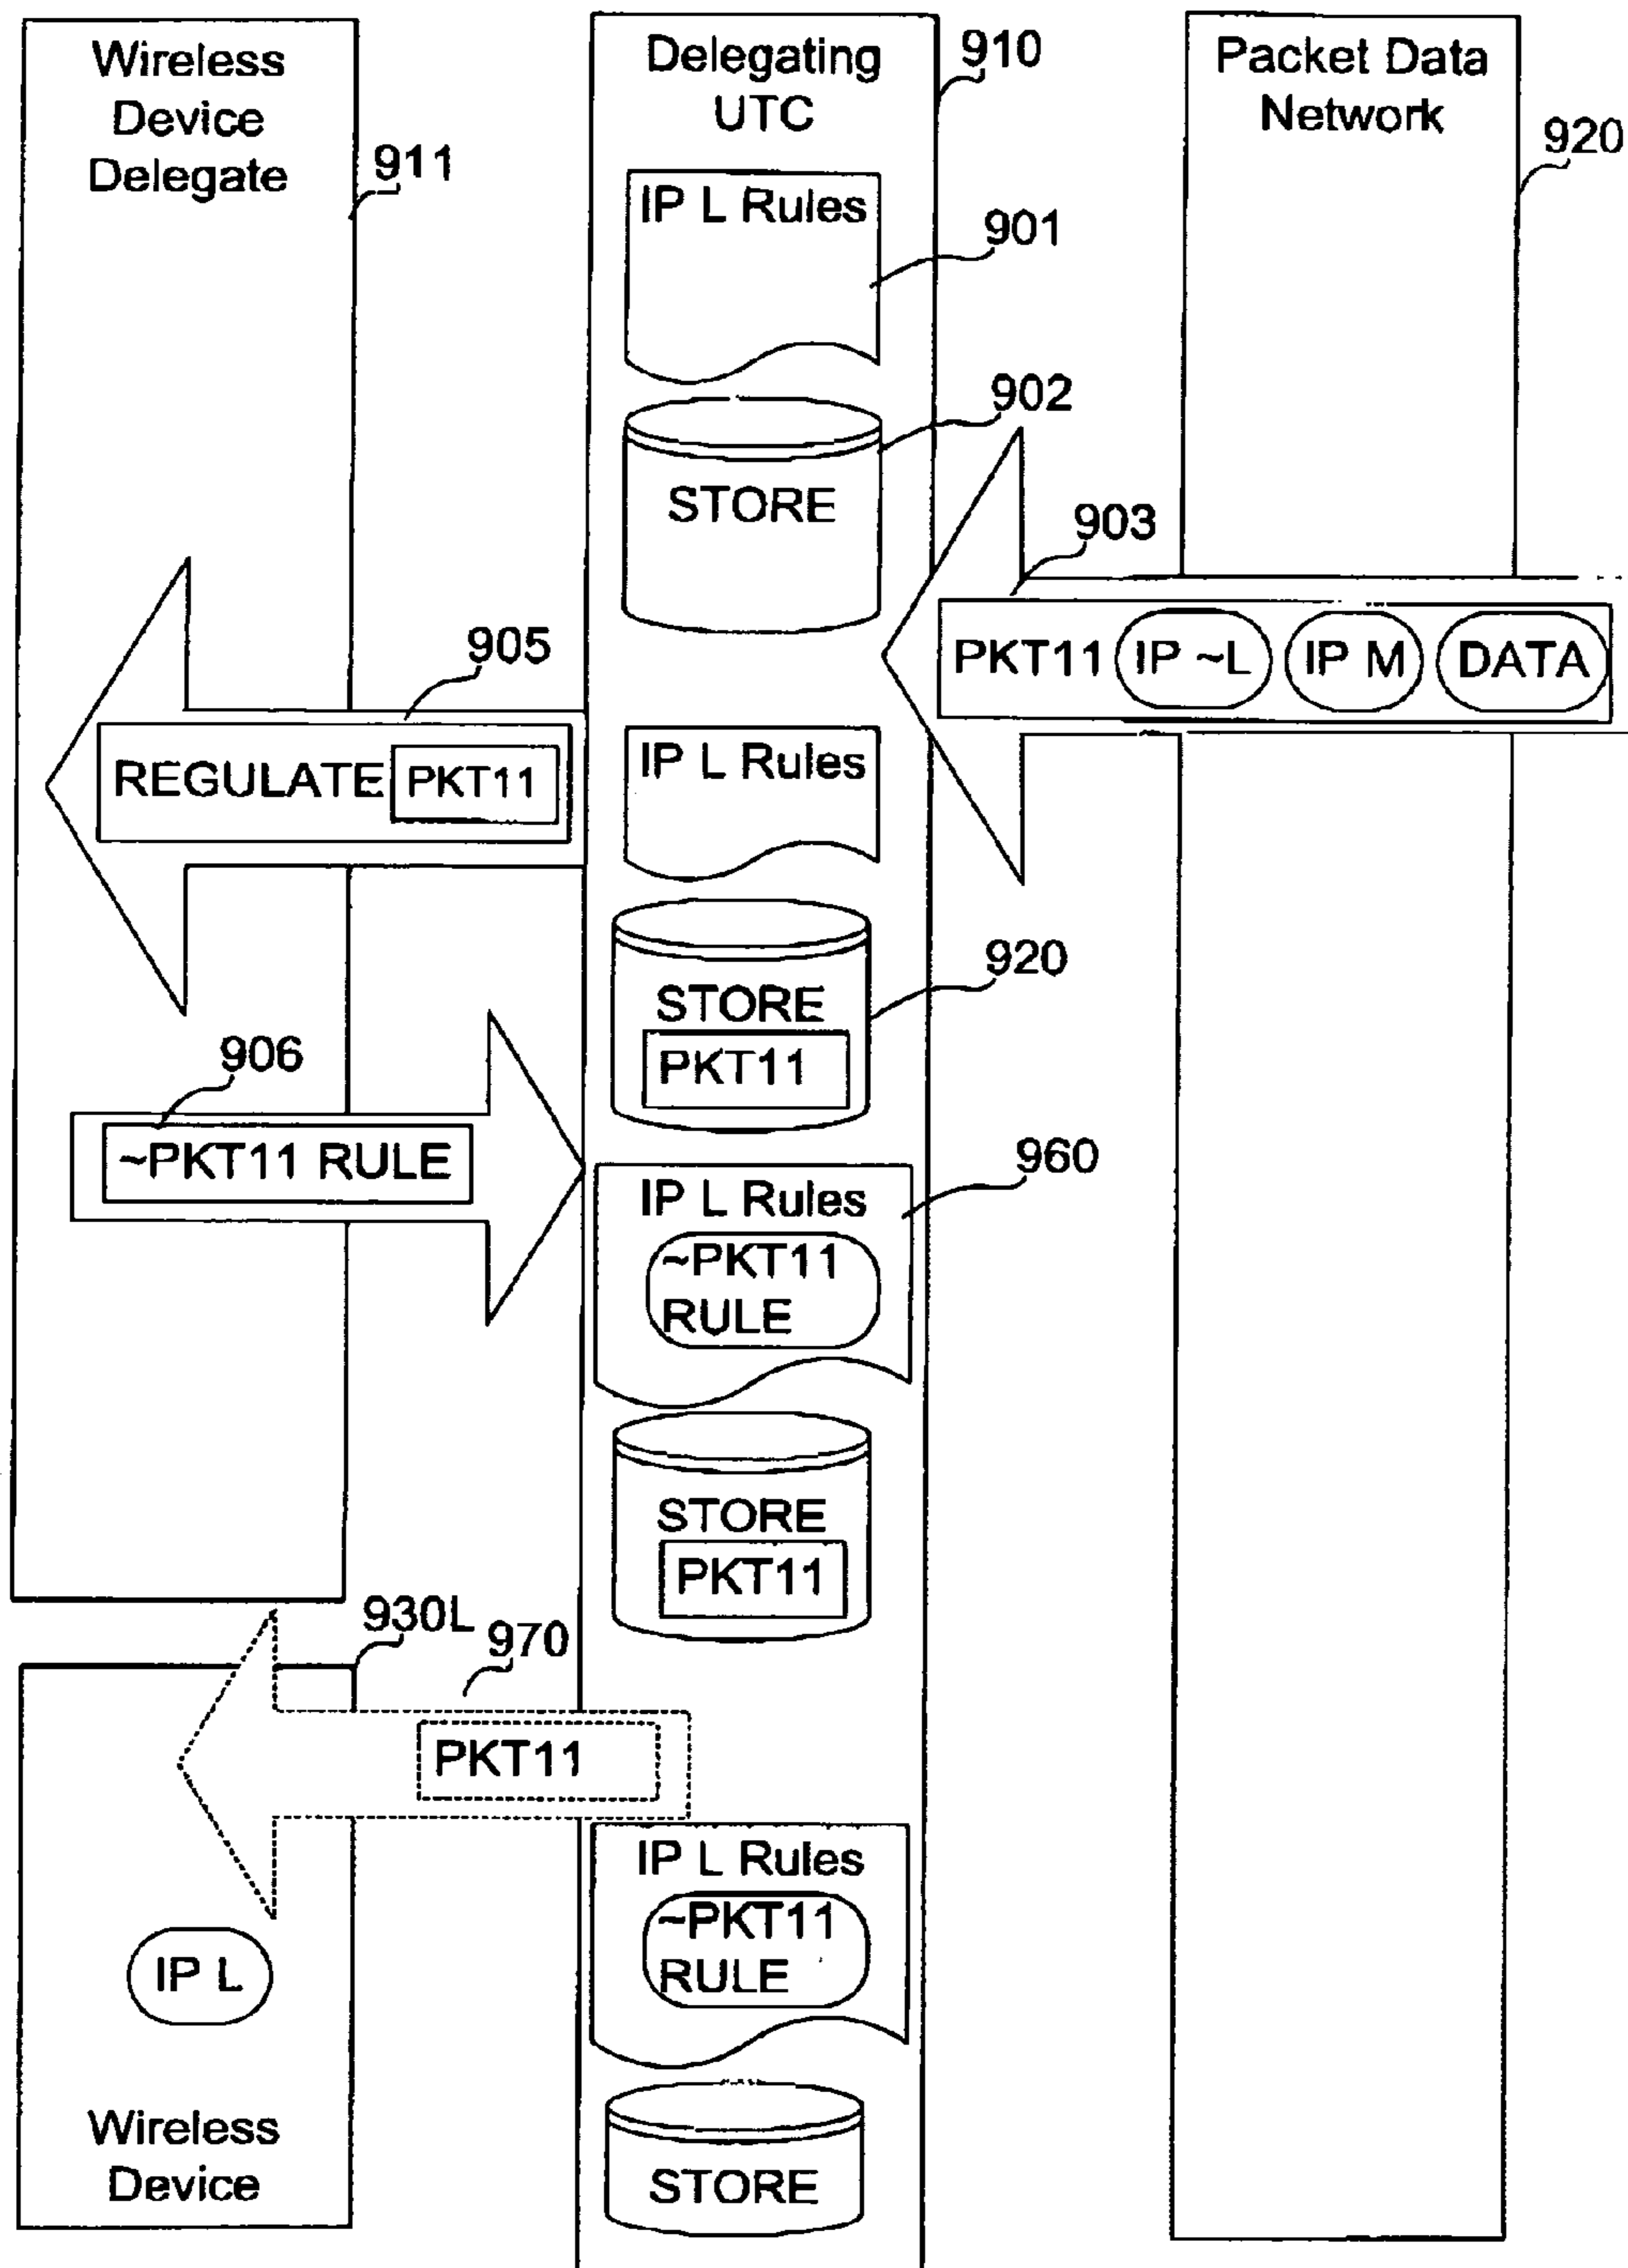 Wireless
Device
Delegate
911
Delegating
UTC
910
Packet Data
Network
920
IP L Rules
901
902
STORE
903
PKT11 IP ~L IP M DATA
905
REGULATE PKT11
IP L Rules
STORE
PKT11
920
906
~PKT11 RULE
960
IP L Rules
~PKT11
RULE
STORE
PKT11
930L
970
PKT11
IP L Rules
~PKT11
RULE
IP L
Wireless
Device
STORE